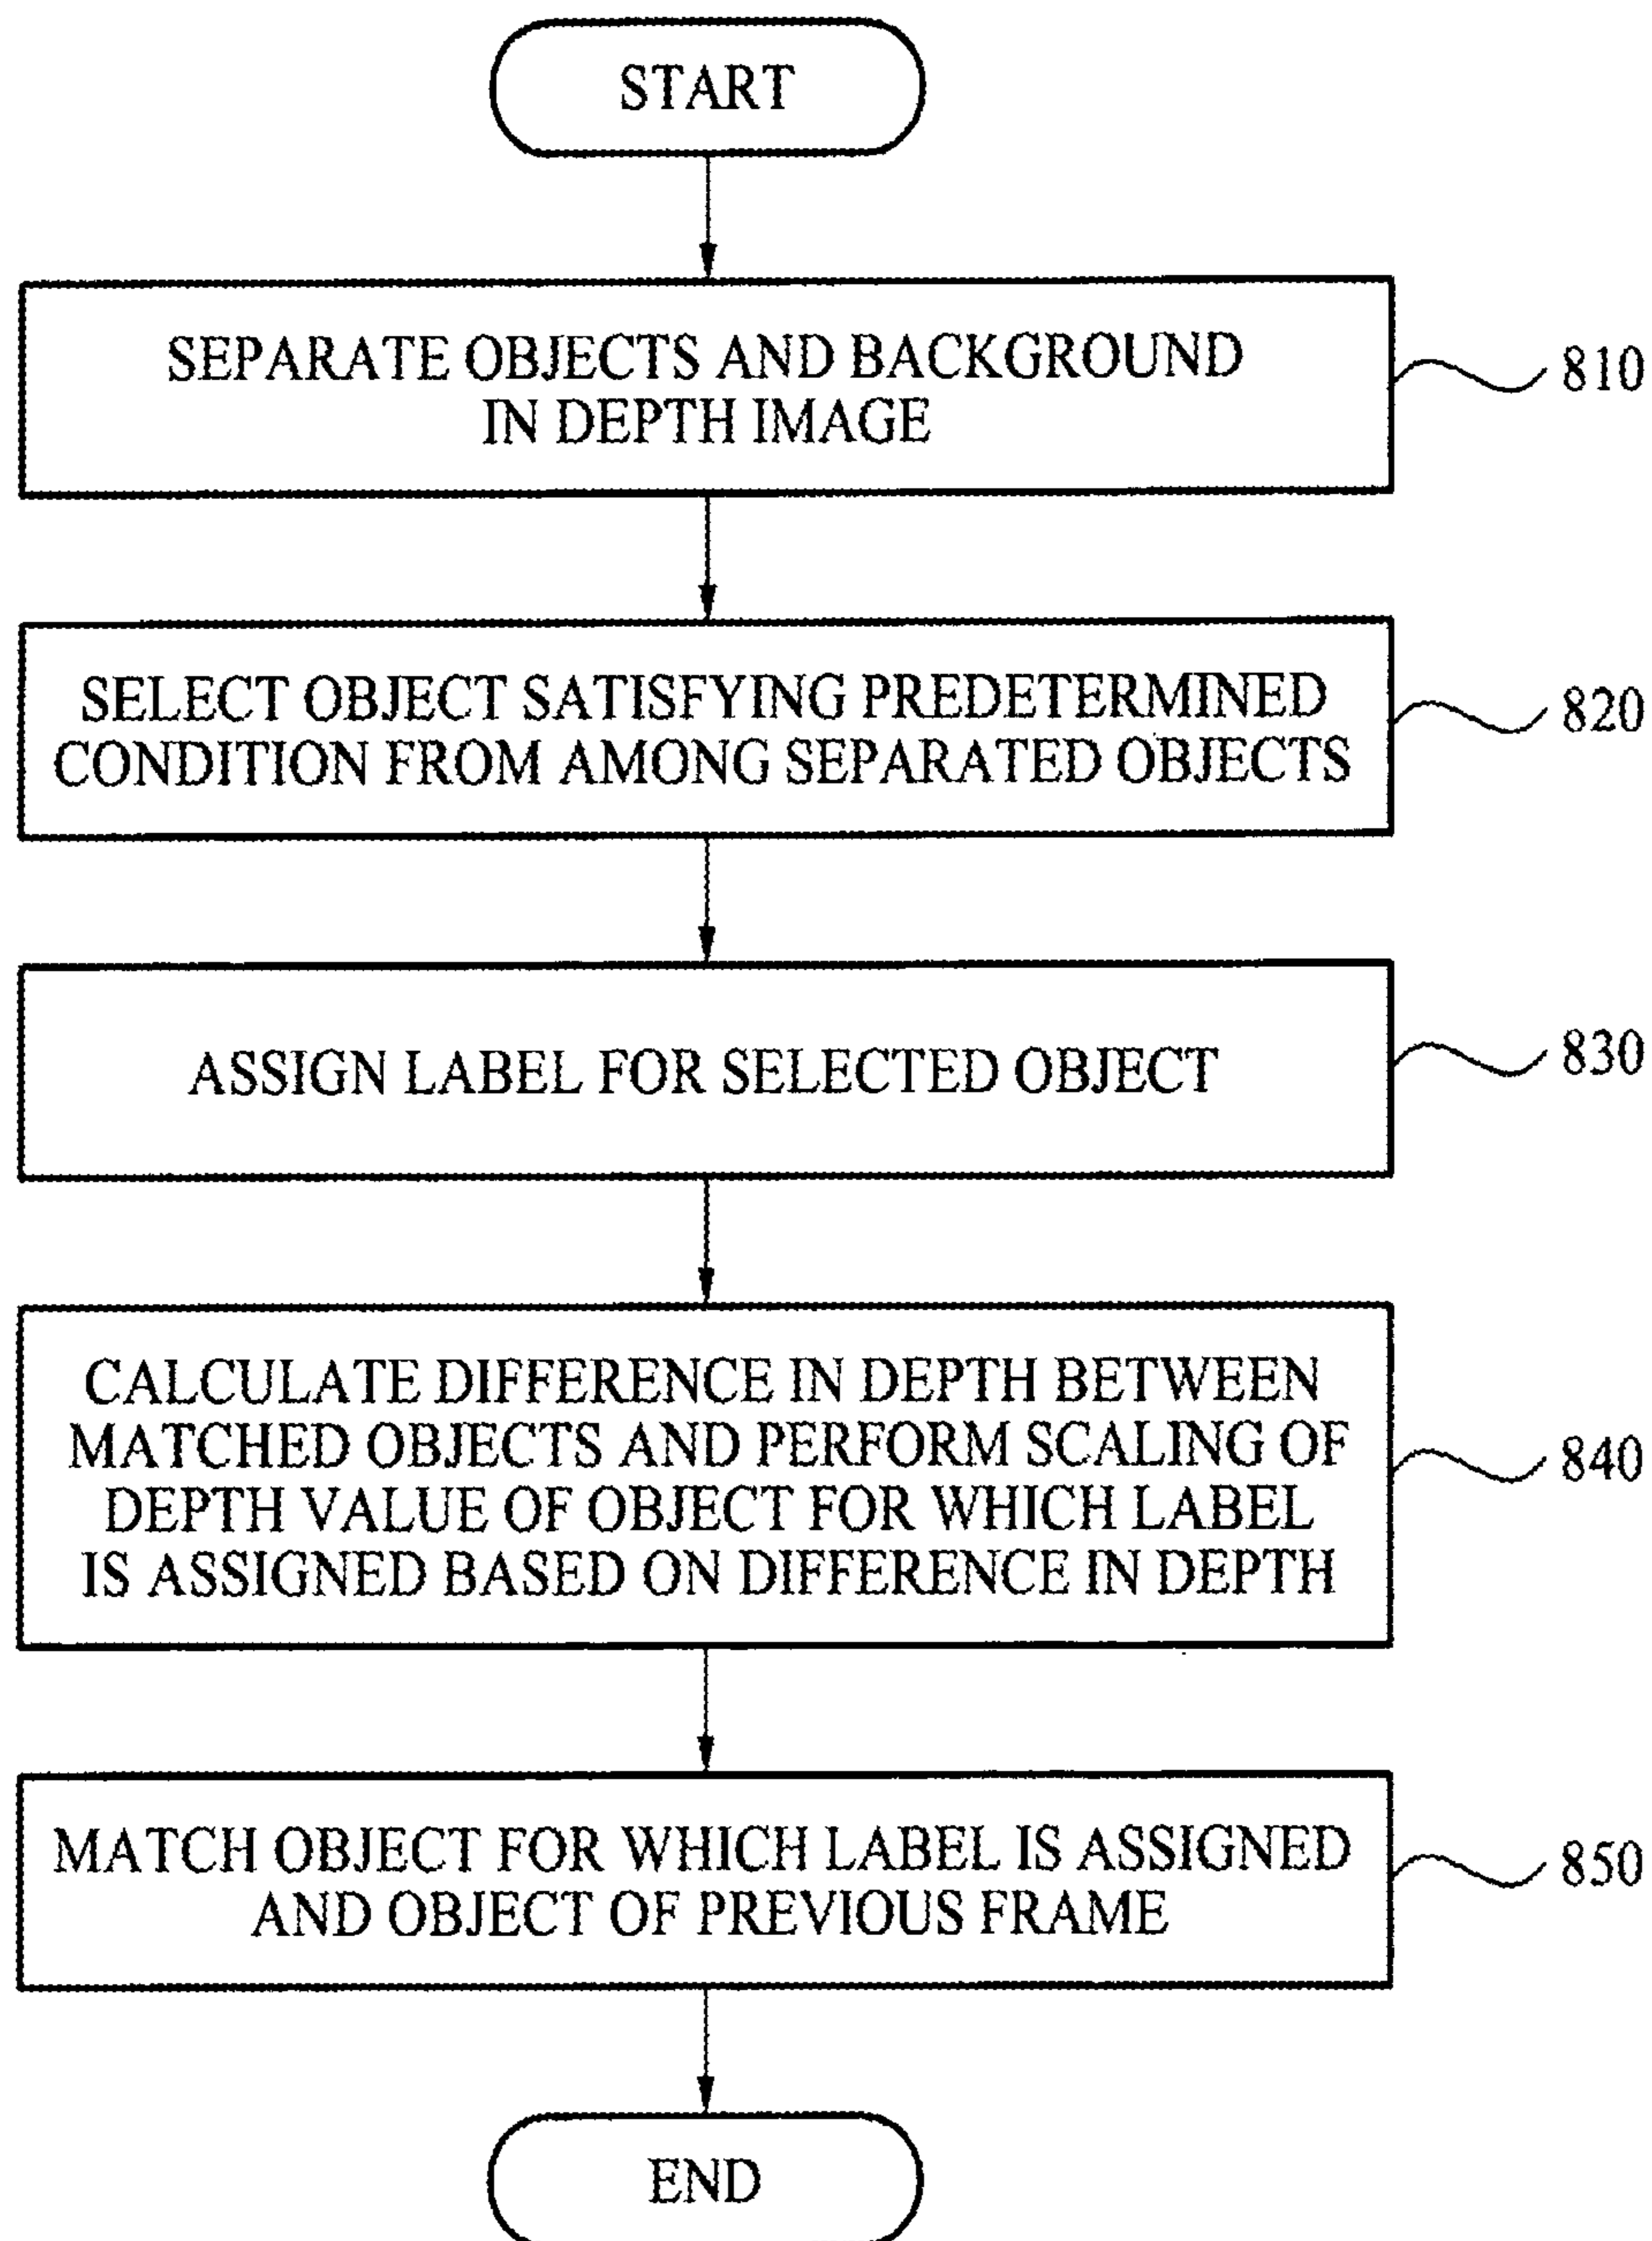 START
SEPARATE OBJECTS AND BACKGROUND
IN DEPTH IMAGE
810
SELECT OBJECT SATISFYING PREDETERMINED
CONDITION FROM AMONG SEPARATED OBJECTS
820
ASSIGN LABEL FOR SELECTED OBJECT
830
CALCULATE DIFFERENCE IN DEPTH BETWEEN
MATCHED OBJECTS AND PERFORM SCALING OF
DEPTH VALUE OF OBJECT FOR WHICH LABEL
IS ASSIGNED BASED ON DIFFERENCE IN DEPTH
840
MATCH OBJECT FOR WHICH LABEL IS ASSIGNED
AND OBJECT OF PREVIOUS FRAME
850
END